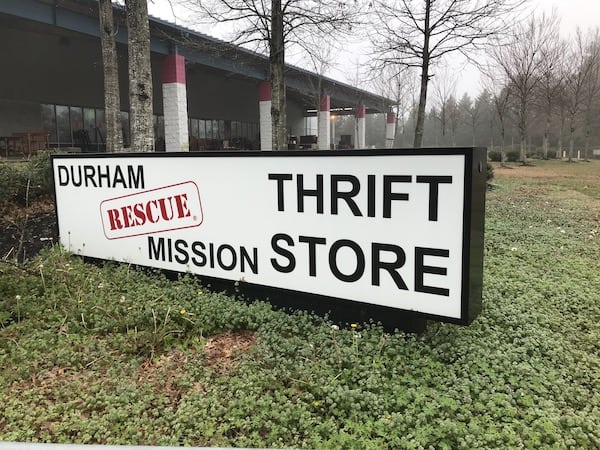 DURHAM
RESCUE®
MISSION
THRIFT
STORE